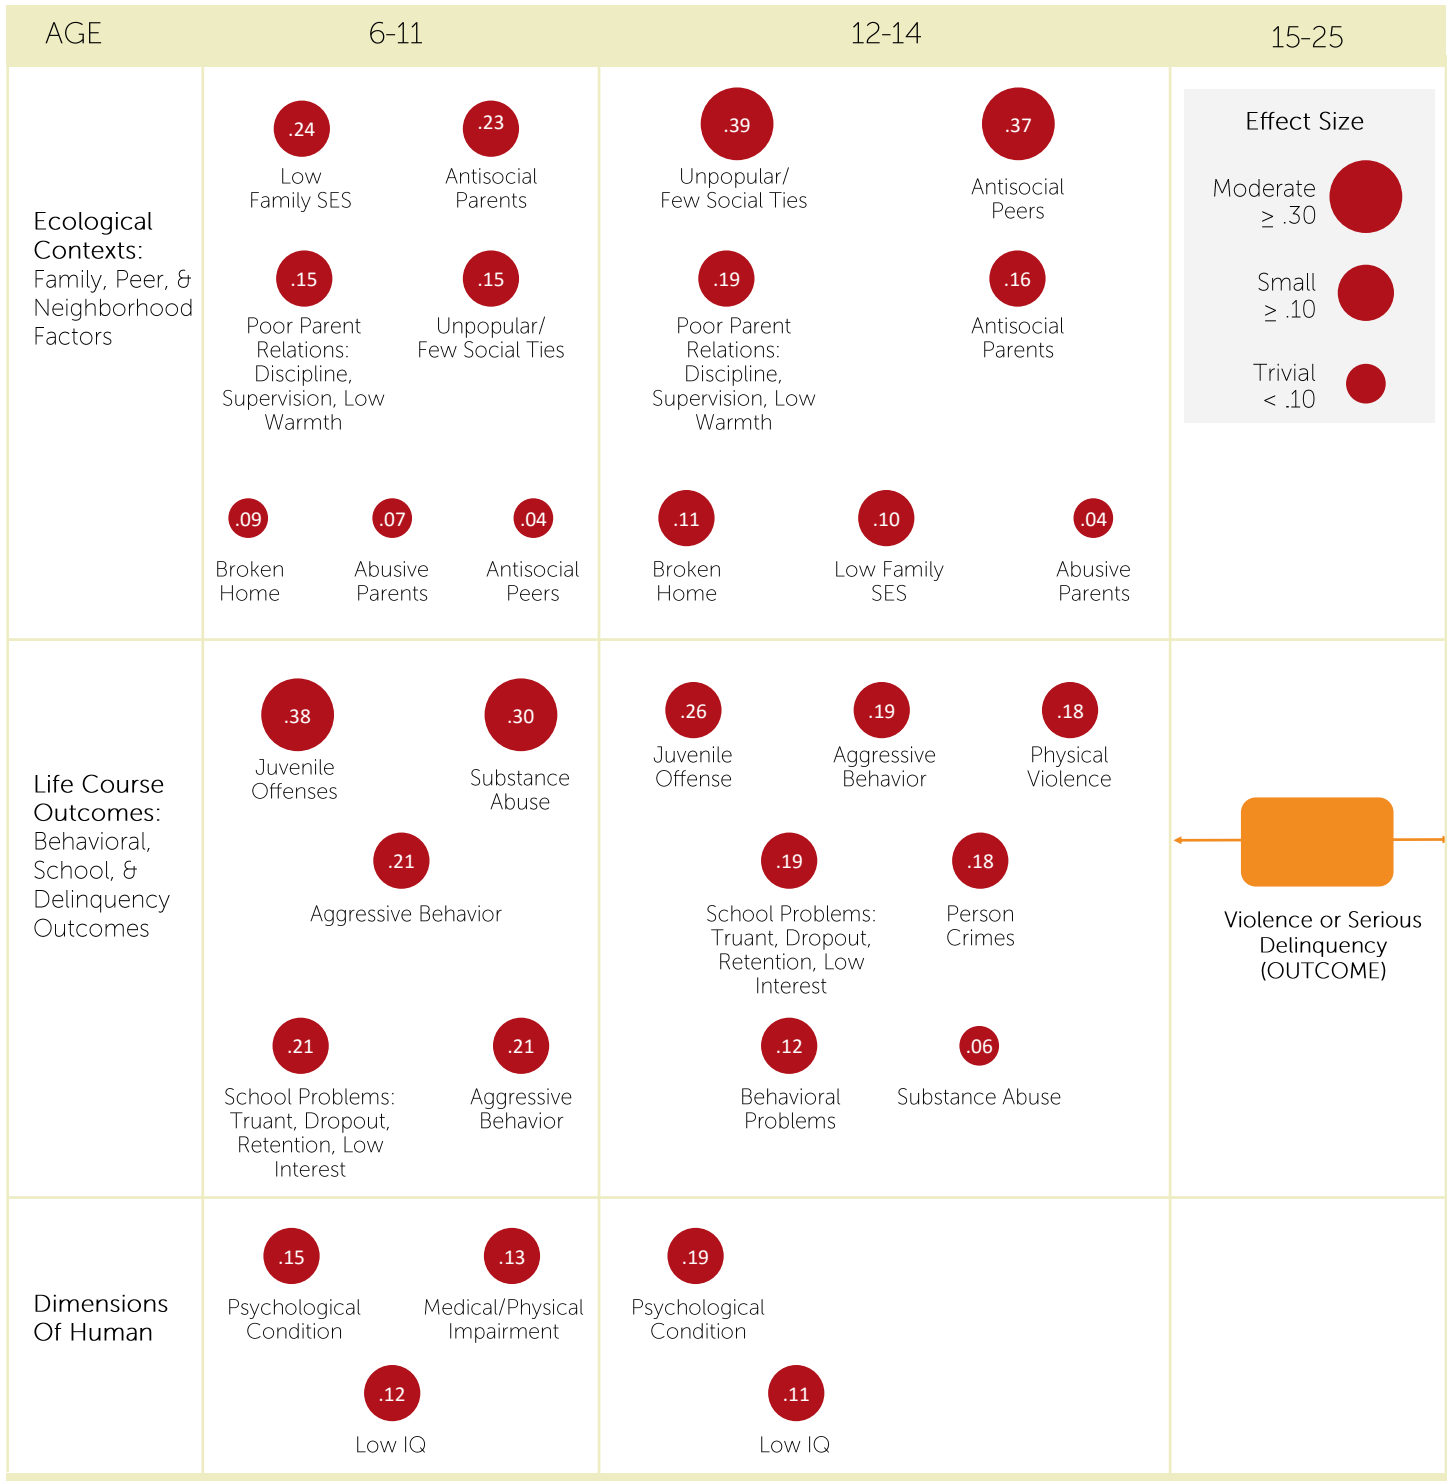 AGE
6-11
12-14
15-25
Ecological
Contexts:
Family, Peer, &
Neighborhood
Factors
.24
Low
Family SES
.23
Antisocial
Parents
.15
Poor Parent
Relations:
Discipline,
Supervision, Low
Warmth
.15
Unpopular/
Few Social Ties
.09
Broken
Home
.07
Abusive
Parents
.04
Antisocial
Peers
.39
Unpopular/
Few Social Ties
.37
Antisocial
Peers
.19
Poor Parent
Relations:
Discipline,
Supervision, Low
Warmth
.16
Antisocial
Parents
.11
Broken
Home
.10
Low Family
SES
.04
Abusive
Parents
Effect Size
Moderate
≥ .30
Small
≥ .10
Trivial
< .10
Life Course
Outcomes:
Behavioral,
School, &
Delinquency
Outcomes
.38
Juvenile
Offenses
.30
Substance
Abuse
.21
Aggressive Behavior
.21
School Problems:
Truant, Dropout,
Retention, Low
Interest
.21
Aggressive
Behavior
.26
Juvenile
Offense
.19
Aggressive
Behavior
.18
Physical
Violence
.19
School Problems:
Truant, Dropout,
Retention, Low
Interest
.18
Person
Crimes
.12
Behavioral
Problems
.06
Substance Abuse
Violence or Serious
Delinquency
(OUTCOME)
Dimensions
Of Human
.15
Psychological
Condition
.13
Medical/Physical
Impairment
.12
Low IQ
.19
Psychological
Condition
.11
Low IQ